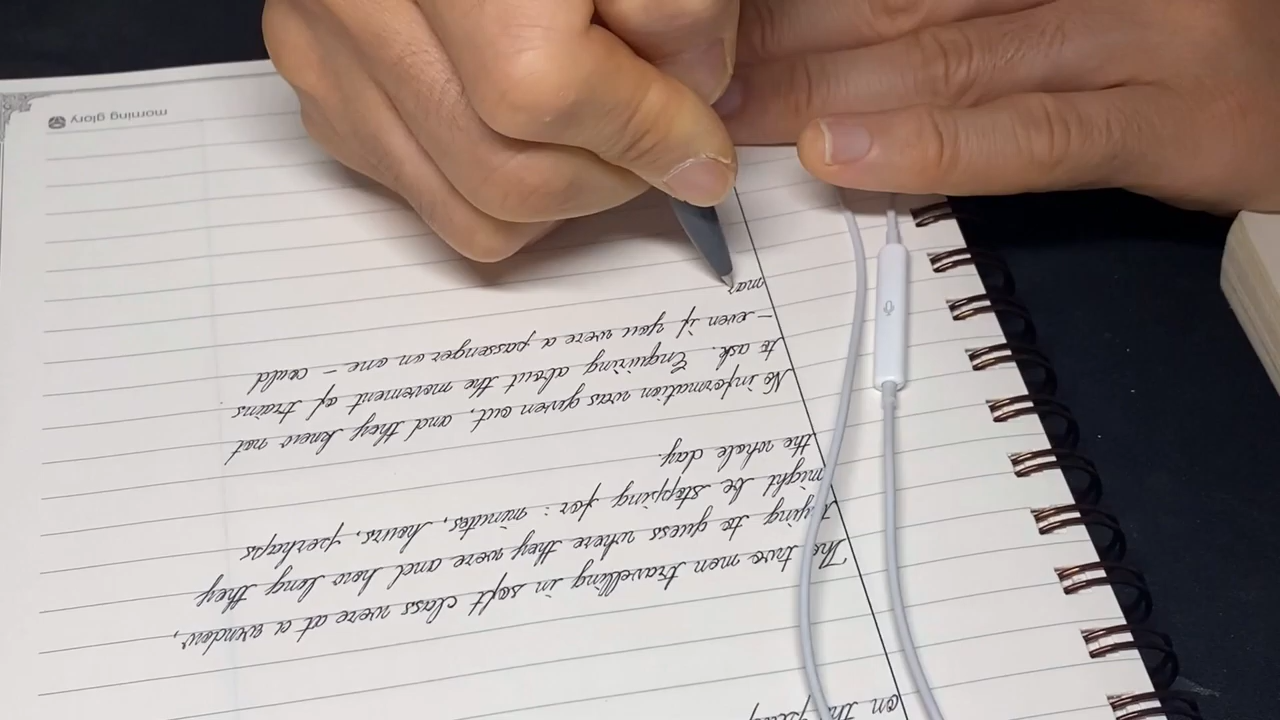 on the
The two men travelling in soft class were at a window,
trying to guess where they were and how long they
might be stopping for : minutes, hours, perhaps
the whole day.
No information was given out, and they knew not
to ask. Enquiring about the movement of trains
– even if you were a passenger on one – could
mar
morning glory